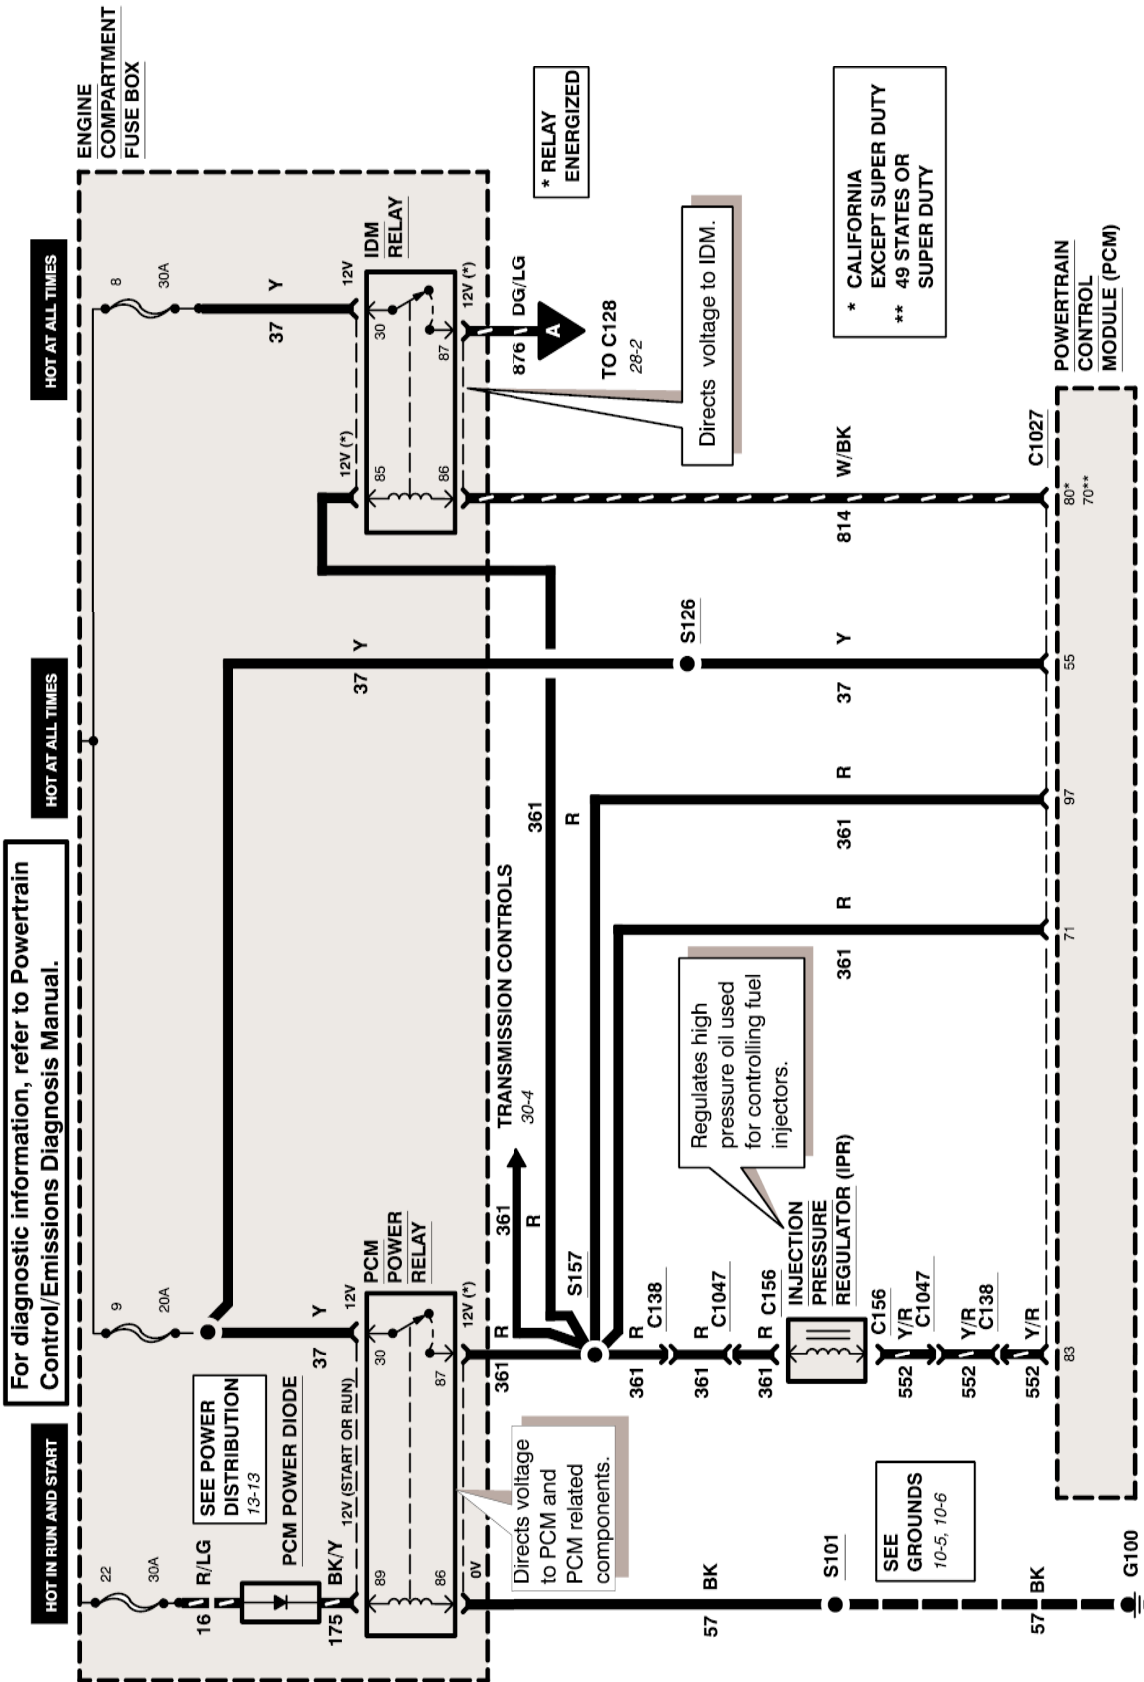 For diagnostic information, refer to Powertrain
Control/Emissions Diagnosis Manual.
HOT IN RUN AND START
HOT AT ALL TIMES
HOT AT ALL TIMES
ENGINE
COMPARTMENT
FUSE BOX
22
30A
16 R/LG
PCM POWER DIODE
175 BK/Y
12V (START OR RUN)
SEE POWER
DISTRIBUTION
13-13
9
20A
37 Y
12V
PCM
POWER
RELAY
89
86
30
87
0V
12V (*)
37 Y
8
30A
37 Y
12V
12V (*)
IDM
RELAY
85
86
30
87
12V (*)
876 DG/LG
A
TO C128
28-2
* RELAY
ENERGIZED
Directs voltage
to PCM and
PCM related
components.
Directs voltage to IDM.
361 R
361
R
TRANSMISSION CONTROLS
30-4
361
R
S157
S126
361 R
C138
361 R
C1047
361 R
C156
INJECTION
PRESSURE
REGULATOR (IPR)
Regulates high
pressure oil used
for controlling fuel
injectors.
C156
552 Y/R
C1047
552 Y/R
C138
552 Y/R
361 R
361 R
37 Y
814 W/BK
* CALIFORNIA
EXCEPT SUPER DUTY
** 49 STATES OR
SUPER DUTY
57 BK
S101
SEE
GROUNDS
10-5, 10-6
57 BK
G100
83
71
97
55
80*
70**
C1027
POWERTRAIN
CONTROL
MODULE (PCM)